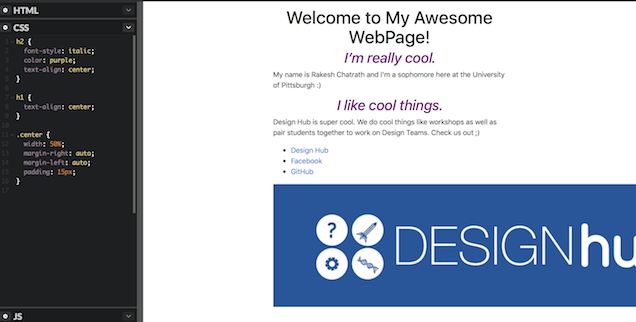 HTML
CSS
1 h2 {
2 font-style: italic;
3 color: purple;
4 text-align: center;
5 }
6
7 h1 {
8 text-align: center;
9 }
10
11 .center {
12 width: 50%;
13 margin-right: auto;
14 margin-left: auto;
15 padding: 15px;
16 }
17
JS
Welcome to My Awesome
WebPage!
I'm really cool.
My name is Rakesh Chatrath and I'm a sophomore here at the University
of Pittsburgh :)
I like cool things.
Design Hub is super cool. We do cool things like workshops as well as
pair students together to work on Design Teams. Check us out ;)
• Design Hub
• Facebook
• GitHub
?
DESIGNhu